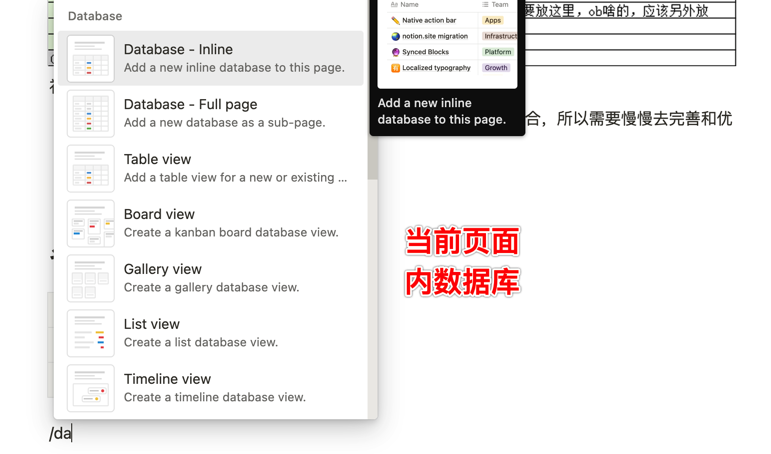 Database
Database - Inline
Add a new inline database to this page.
Database - Full page
Add a new database as a sub-page.
Table view
Add a table view for a new or existing ...
Board view
Create a kanban board database view.
Gallery view
Create a gallery database view.
List view
Create a list database view.
Timeline view
Create a timeline database view.
Name Team
Native action bar Apps
notion.site migration Infrastruct
Synced Blocks Platform
Localized typography Growth
Add a new inline
database to this page.
要放这里，ob啥的，应该另外放
合，所以需要慢慢去完善和优
当前页面
内数据库
/da